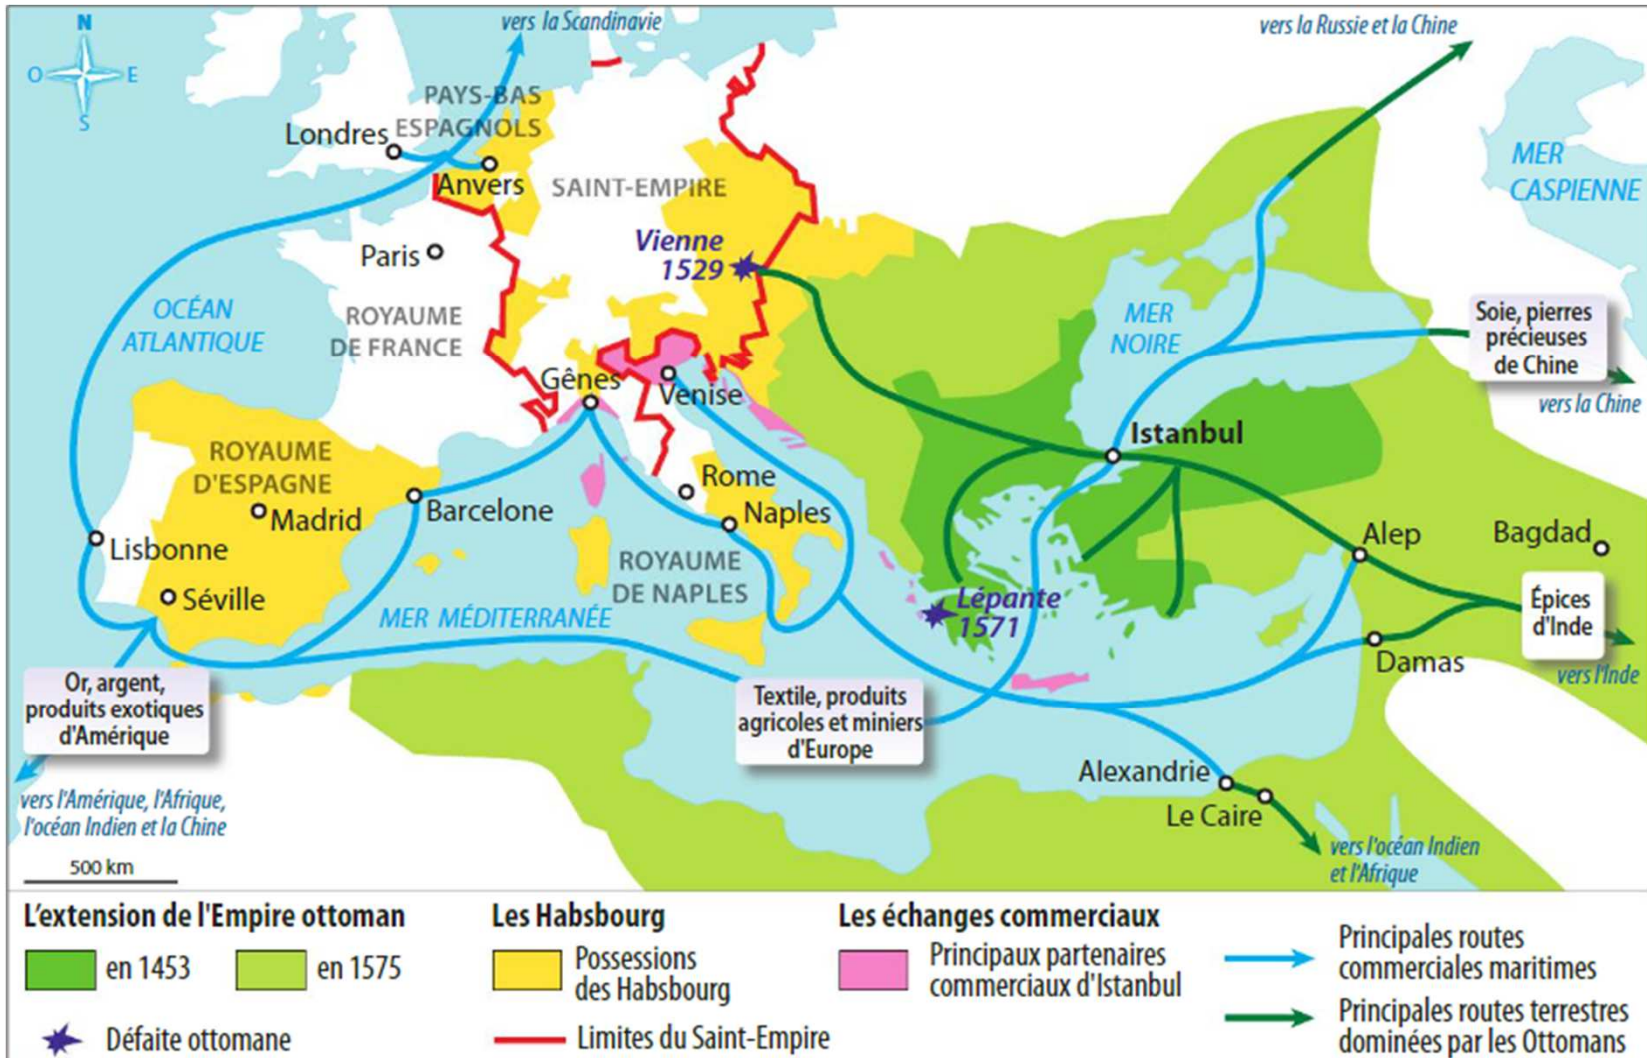 vers la Scandinavie
vers la Russie et la Chine
N
O
E
S
PAYS-BAS
ESPAGNOLS
Londres
Anvers
SAINT-EMPIRE
MER
CASPIENNE
Vienne
1529
Paris
OCÉAN
ATLANTIQUE
ROYAUME
DE FRANCE
MER
NOIRE
Soie, pierres
précieuses
de Chine
vers la Chine
Gênes
Venise
Istanbul
ROYAUME
D'ESPAGNE
Madrid
Barcelone
Rome
Naples
Lisbonne
Séville
ROYAUME
DE NAPLES
MER MÉDITERRANÉE
Alep
Bagdad
Lépante
1571
Épices
d'Inde
Damas
vers l'Inde
Or, argent,
produits exotiques
d'Amérique
Textile, produits
agricoles et miniers
d'Europe
Alexandrie
Le Caire
vers l'Amérique, l'Afrique,
l'océan Indien et la Chine
vers l'océan Indien
et l'Afrique
500 km
L'extension de l'Empire ottoman
en 1453
en 1575
Défaite ottomane
Les Habsbourg
Possessions
des Habsbourg
Limites du Saint-Empire
Les échanges commerciaux
Principaux partenaires
commerciaux d'Istanbul
Principales routes
commerciales maritimes
Principales routes terrestres
dominées par les Ottomans